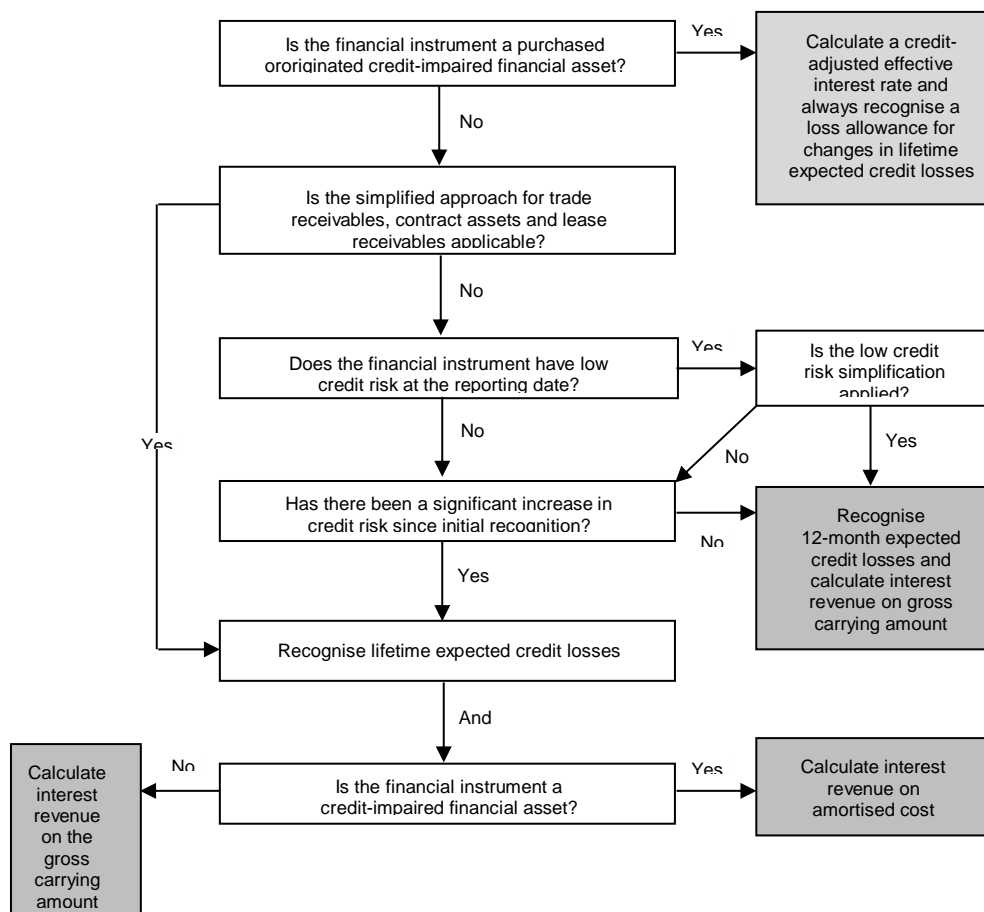 Is the financial instrument a purchased
ororiginated credit-impaired financial asset?
Yes
Calculate a credit-
adjusted effective
interest rate and
always recognise a
loss allowance for
changes in lifetime
expected credit losses
No
Is the simplified approach for trade
receivables, contract assets and lease
receivables applicable?
No
Does the financial instrument have low
credit risk at the reporting date?
Yes
Is the low credit
risk simplification
applied?
Yes
No
No
Yes
Has there been a significant increase in
credit risk since initial recognition?
No
Recognise
12-month expected
credit losses and
calculate interest
revenue on gross
carrying amount
Yes
Recognise lifetime expected credit losses
And
Is the financial instrument a
credit-impaired financial asset?
No
Calculate
interest
revenue
on the
gross
carrying
amount
Yes
Calculate interest
revenue on
amortised cost